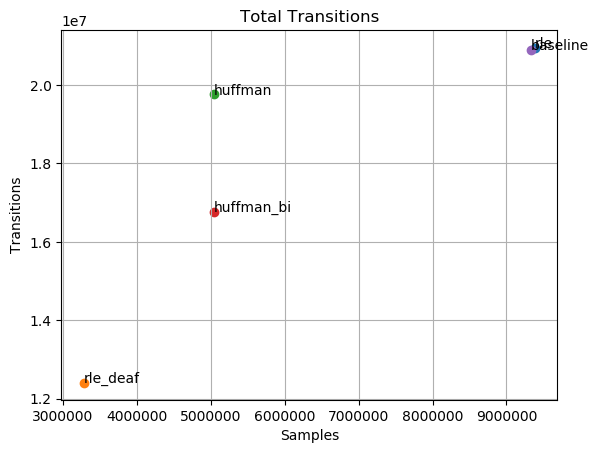 Total Transitions
1e7
rle
baseline
2.0
huffman
1.8
huffman_bi
1.6
1.4
rle_deaf
1.2
3000000 4000000 5000000 6000000 7000000 8000000 9000000
Samples
Transitions